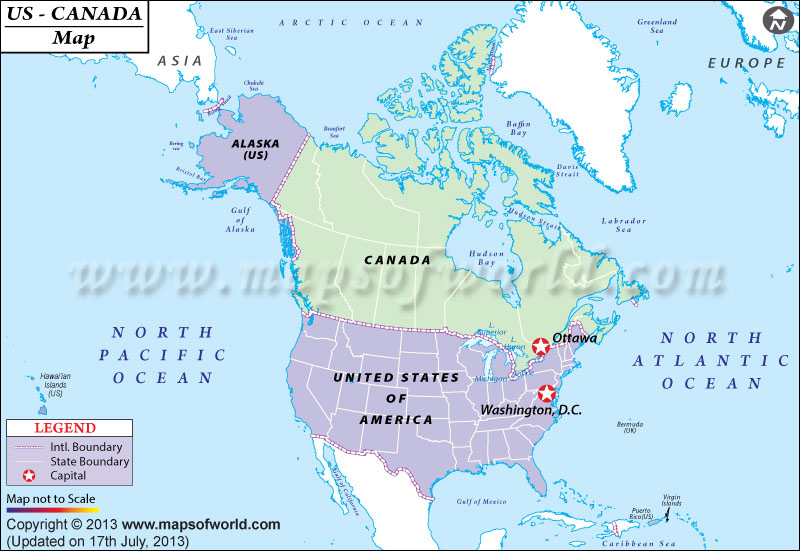 US - CANADA
Map
ARCTIC OCEAN
East Siberian
Sea
Greenland
Sea
N
ASIA
EUROPE
Chukchi
Sea
Beaufort
Sea
Baffin
Bay
Bering
sea
ALASKA
(US)
Davis
Strait
Bristol Bay
Gulf
of
Alaska
Hudson Strait
Labrador
Sea
Hudson
Bay
CANADA
www.mapsofworld.com
NORTH
PACIFIC
OCEAN
L.
Superior
L.
Huron
Ottawa
NORTH
ATLANTIC
OCEAN
Michigan
UNITED STATES
OF
AMERICA
Hawaiian
Islands
(US)
Washington, D.C.
Bermuda
(UK)
LEGEND
Intl. Boundary
State Boundary
Capital
Gulf of California
Gulf of Mexico
Map not to Scale
Puerto
Rico(US)
Virgin
Islands
Caribbean Sea
Copyright © 2013 www.mapsofworld.com
(Updated on 17th July, 2013)